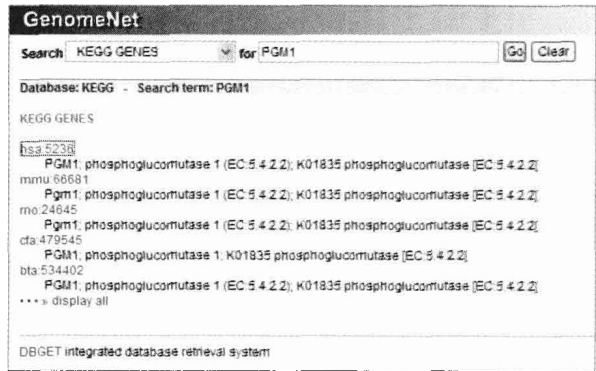 GenomeNet
Search KEGG GENES for PGM1 Go Clear
Database: KEGG - Search term: PGM1
KEGG GENES
hsa:5236
PGM1; phosphoglucomutase 1 (EC:5.4.2.2); K01835 phosphoglucomutase [EC:5.4.2.2]
mmu:66681
Pgm1; phosphoglucomutase 1 (EC:5.4.2.2); K01835 phosphoglucomutase [EC:5.4.2.2]
rno:24645
Pgm1; phosphoglucomutase 1 (EC:5.4.2.2); K01835 phosphoglucomutase [EC:5.4.2.2]
cfa:479545
PGM1; phosphoglucomutase 1; K01835 phosphoglucomutase [EC:5.4.2.2]
bta:534402
PGM1; phosphoglucomutase 1 (EC:5.4.2.2); K01835 phosphoglucomutase [EC:5.4.2.2]
• • • » display all
DBGET integrated database retrieval system